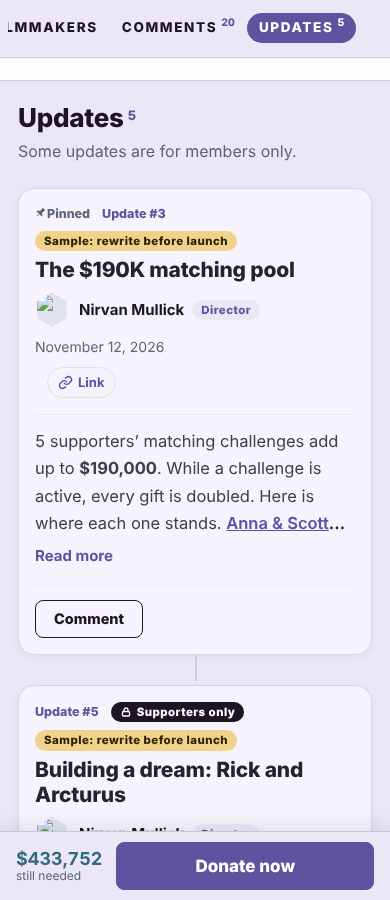 LMMAKERS COMMENTS 20 UPDATES 5
Updates 5
Some updates are for members only.
Pinned Update #3
Sample: rewrite before launch
The $190K matching pool
Nirvan Mullick Director
November 12, 2026
Link
5 supporters’ matching challenges add
up to $190,000. While a challenge is
active, every gift is doubled. Here is
where each one stands. Anna & Scott...
Read more
Comment
Update #5 Supporters only
Sample: rewrite before launch
Building a dream: Rick and
Arcturus
Nirvan Mullick Director
$433,752
still needed
Donate now